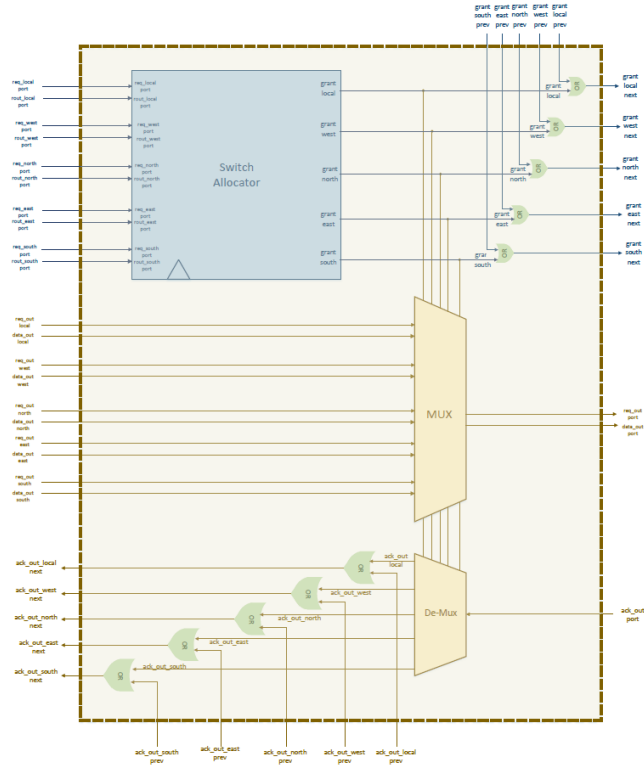 grant
south
prev
grant
east
prev
grant
north
prev
grant
west
prev
grant
local
prev
req_local
port
rout_local
port
req_west
port
rout_west
port
req_north
port
rout_north
port
req_east
port
rout_east
port
req_south
port
rout_south
port
req_local
port
rout_local
port
req_west
port
rout_west
port
req_north
port
rout_north
port
req_east
port
rout_east
port
req_south
port
rout_south
port
Switch
Allocator
grant
local
grant
west
grant
north
grant
east
grant
south
grant
local
grant
west
grant
north
grant
east
grar
south
OR
OR
OR
OR
OR
grant
local
next
grant
west
next
grant
north
next
grant
east
next
grant
south
next
req_out
local
data_out
local
req_out
west
data_out
west
req_out
north
data_out
north
req_out
east
data_out
east
req_out
south
data_out
south
MUX
req_out
port
data_out
port
ack_out_local
next
ack_out_west
next
ack_out_north
next
ack_out_east
next
ack_out_south
next
OR
ack_out
local
OR
ack_out_west
OR
ack_out_north
OR
ack_out_east
OR
ack_out_south
De-Mux
ack_out
port
ack_out_south
prev
ack_out_east
prev
ack_out_north
prev
ack_out_west
prev
ack_out_local
prev